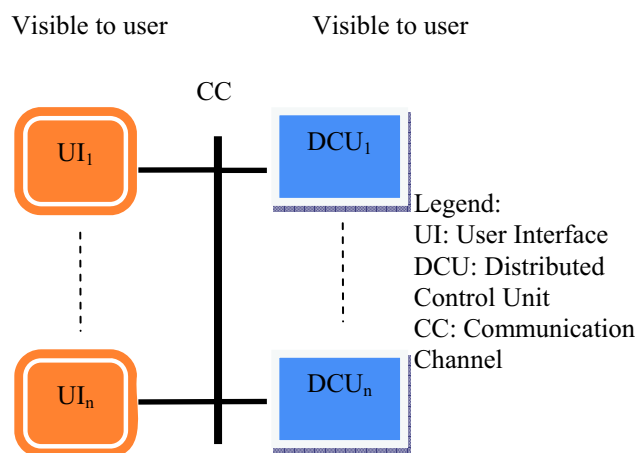 Visible to user
Visible to user
CC
UI₁
DCU₁
Legend:
UI: User Interface
DCU: Distributed
Control Unit
CC: Communication
Channel
UIₙ
DCUₙ